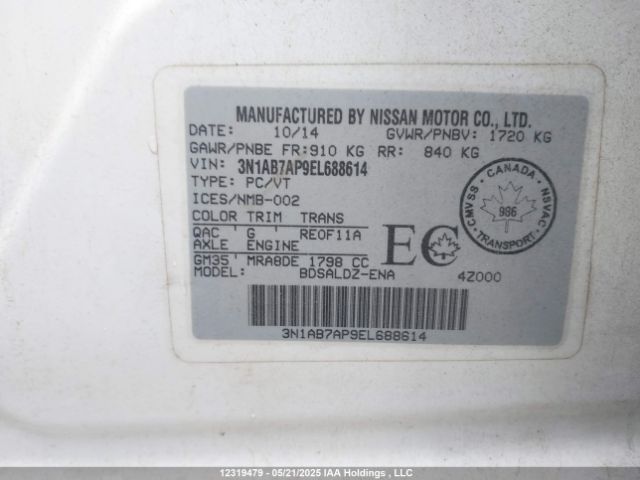 MANUFACTURED BY NISSAN MOTOR CO., LTD.
DATE: 10/14 GVWR/PNBV: 1720 KG
GAWR/PNBE FR:910 KG RR: 840 KG
VIN: 3N1AB7AP9EL688614
TYPE: PC/VT
ICES/NMB-002
COLOR TRIM TRANS
QAC ' G ' RE0F11A
AXLE ENGINE
GM35 ' MRA8DE 1798 CC
MODEL: BDSALDZ-ENA 4Z000
EC
CANADA
CMVSS
NSVAC
986
TRANSPORT
3N1AB7AP9EL688614
12319479 - 05/21/2025 IAA Holdings , LLC